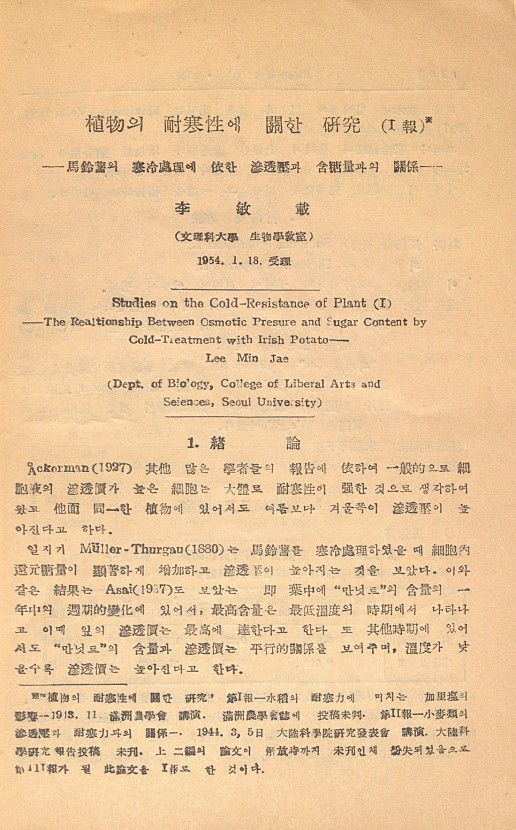 植物의 耐寒性에 關한 硏究 (I 報)※
——馬鈴薯의 寒冷處理에 依한 滲透壓과 含糖量과의 關係——
李 敏 載
(文理科大學 生物學敎室)
1954. 1. 18. 受理
Studies on the Cold-Resistance of Plant (I)
——The Realtionship Between Osmotic Presure and Sugar Content by
Cold-Treatment with Irish Potato——
Lee Min Jae
(Dept. of Biology, College of Liberal Arts and
Seiences, Seoul University)
1. 緖 論
Åckorman(1927) 其他 많은 學者들의 報告에 依하여 一般的으로 細
胞液의 滲透價가 높은 細胞는 大體로 耐寒性이 强한 것으로 생각하여
왔고 他面 同一한 植物에 있어서도 여름보다 겨울쪽이 滲透壓이 높
아진다고 하다.
일찌기 Müller-Thurgau(1880)는 馬鈴薯를 寒冷處理하였을 때 細胞內
還元糖量이 顯著하게 增加하고 滲透壓이 높아지는 것을 보았다. 이와
같은 結果는 Asai(1937)도 보았는 即 葉中에 "만닛트"의 含量의 一
年中의 週期的變化에 있어서, 最高含量은 最低溫度의 時期에서 나타나
고 이때 잎의 滲透價는 最高에 達한다고 한다 또 其他時期에 있어
서도 "만닛트"의 含量과 滲透價는 平行的關係를 보여주며, 溫度가 낮
을수록 滲透價는 높아진다고 한다.
※"植物의 耐寒性에 關한 硏究" 第I報—水稻의 耐寒力에 미치는 加里塩의
影響—1943. 11. 滿洲農學會 講演. 滿洲農學會誌에 投稿未刊. 第II報—小麥類의
滲透壓과 耐寒力과의 關係—. 1944. 3, 5日 大陸科學院硏究發表會 講演. 大陸科
學硏究 報告投稿 未刊. 上 二編의 論文이 解放時까지 未刊인채 紛失되었음으로
第III報가 될 此論文을 I報로 한 것이다.